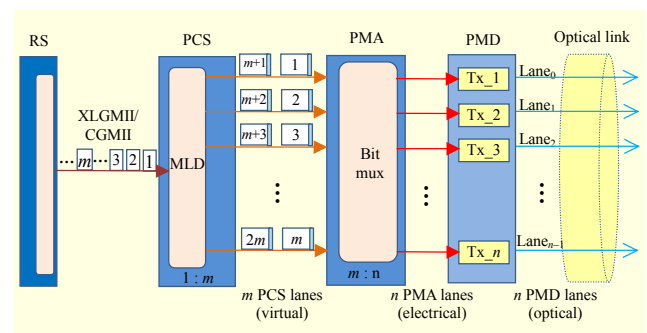 RS
PCS
PMA
PMD
Optical link
XLGMII/
CGMII
... m ... 3 2 1
MLD
1 : m
m+1 1
m+2 2
m+3 3
⋮
2m m
Bit
mux
m : n
⋮
Tx_1
Tx_2
Tx_3
⋮
Tx_n
Lane0
Lane1
Lane2
⋮
Lanen−1
m PCS lanes
(virtual)
n PMA lanes
(electrical)
n PMD lanes
(optical)